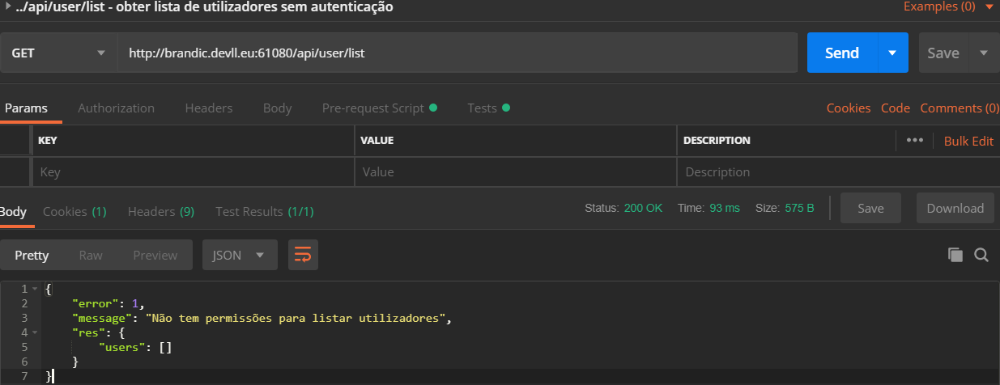 ../api/user/list - obter lista de utilizadores sem autenticação Examples (0)
GET http://brandic.devll.eu:61080/api/user/list Send Save
Params Authorization Headers Body Pre-request Script Tests Cookies Code Comments (0)
KEY VALUE DESCRIPTION ••• Bulk Edit
Key Value Description
Body Cookies (1) Headers (9) Test Results (1/1) Status: 200 OK Time: 93 ms Size: 575 B Save Download
Pretty Raw Preview JSON
1 {
2 "error": 1,
3 "message": "Não tem permissões para listar utilizadores",
4 "res": {
5 "users": []
6 }
7 }